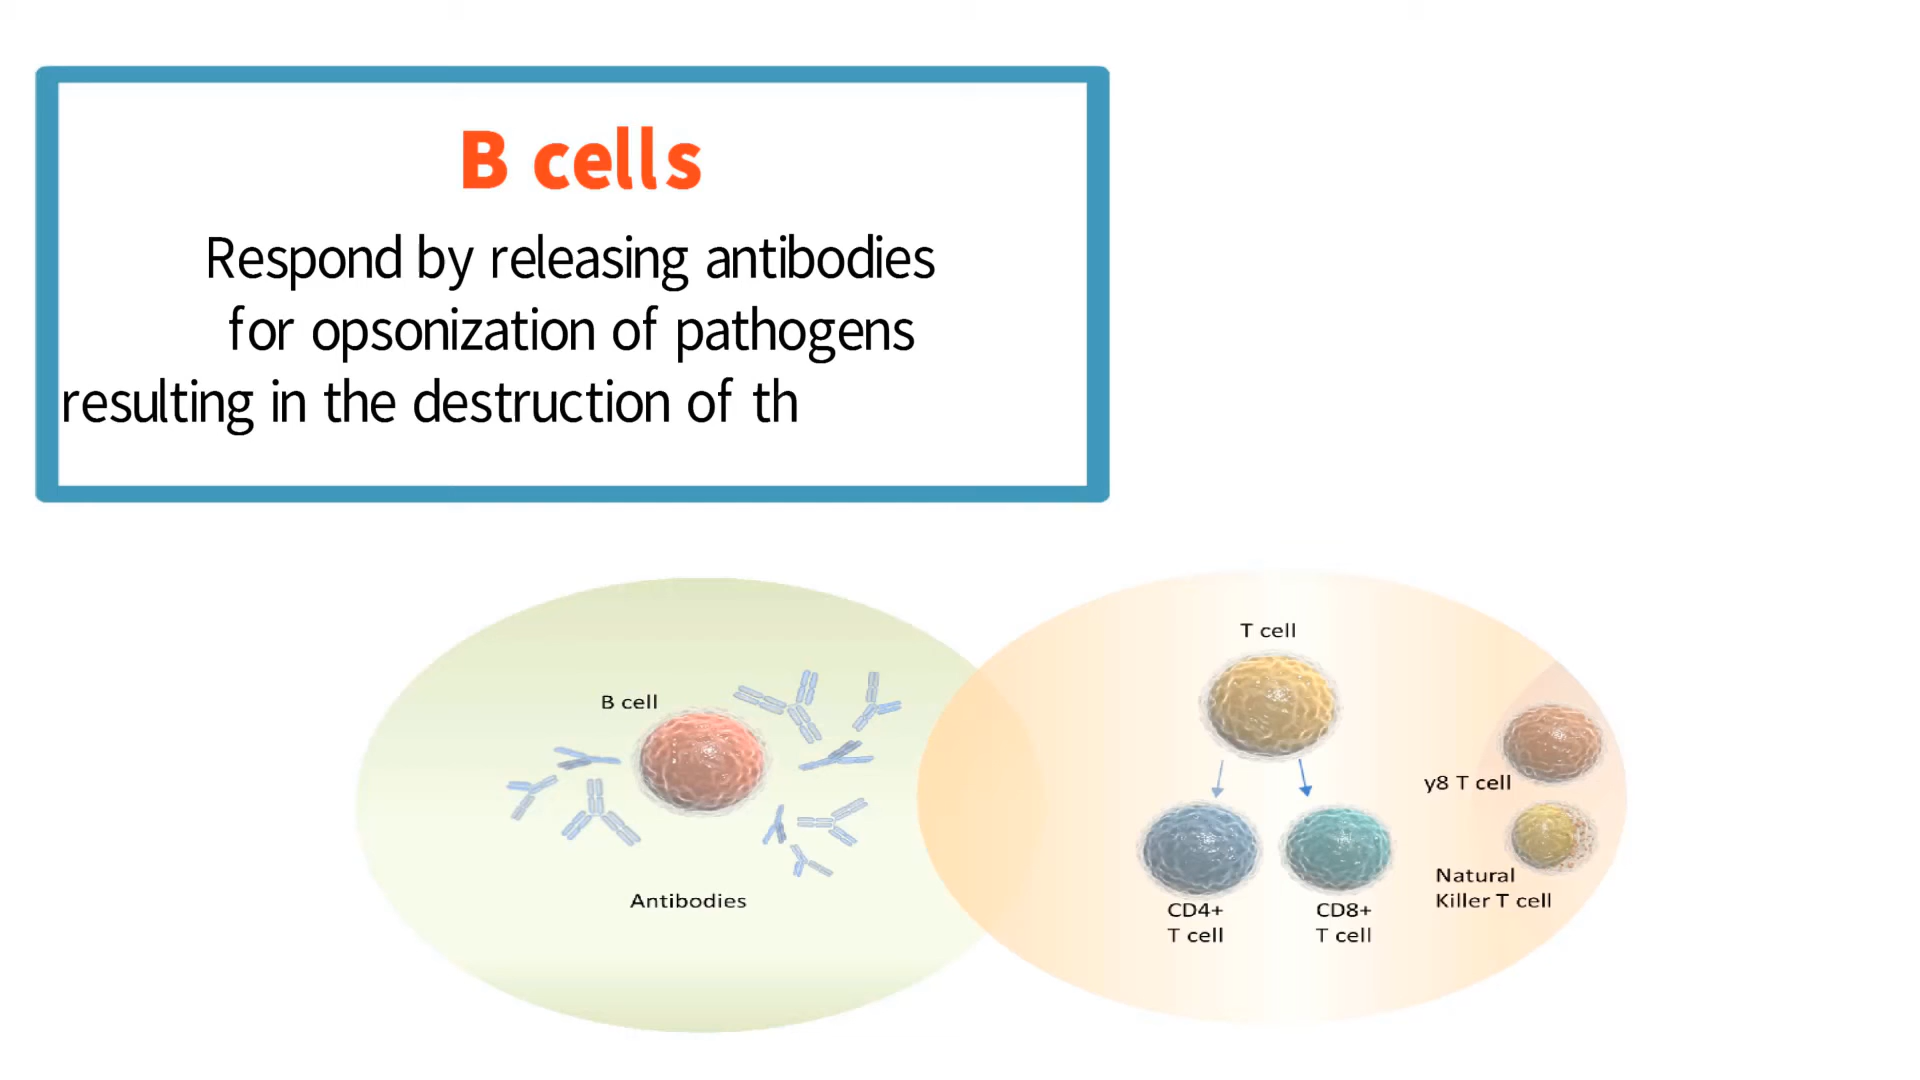 B cells
Respond by releasing antibodies
for opsonization of pathogens
resulting in the destruction of th
T cell
B cell
y8 T cell
Antibodies
Natural
Killer T cell
CD4+
T cell
CD8+
T cell